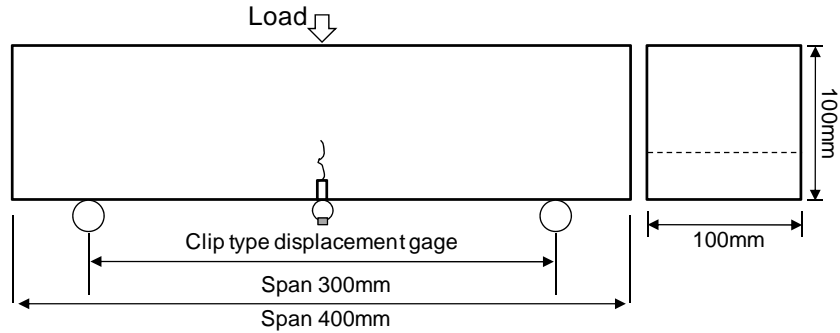 Load
100mm
Clip type displacement gage
100mm
Span 300mm
Span 400mm